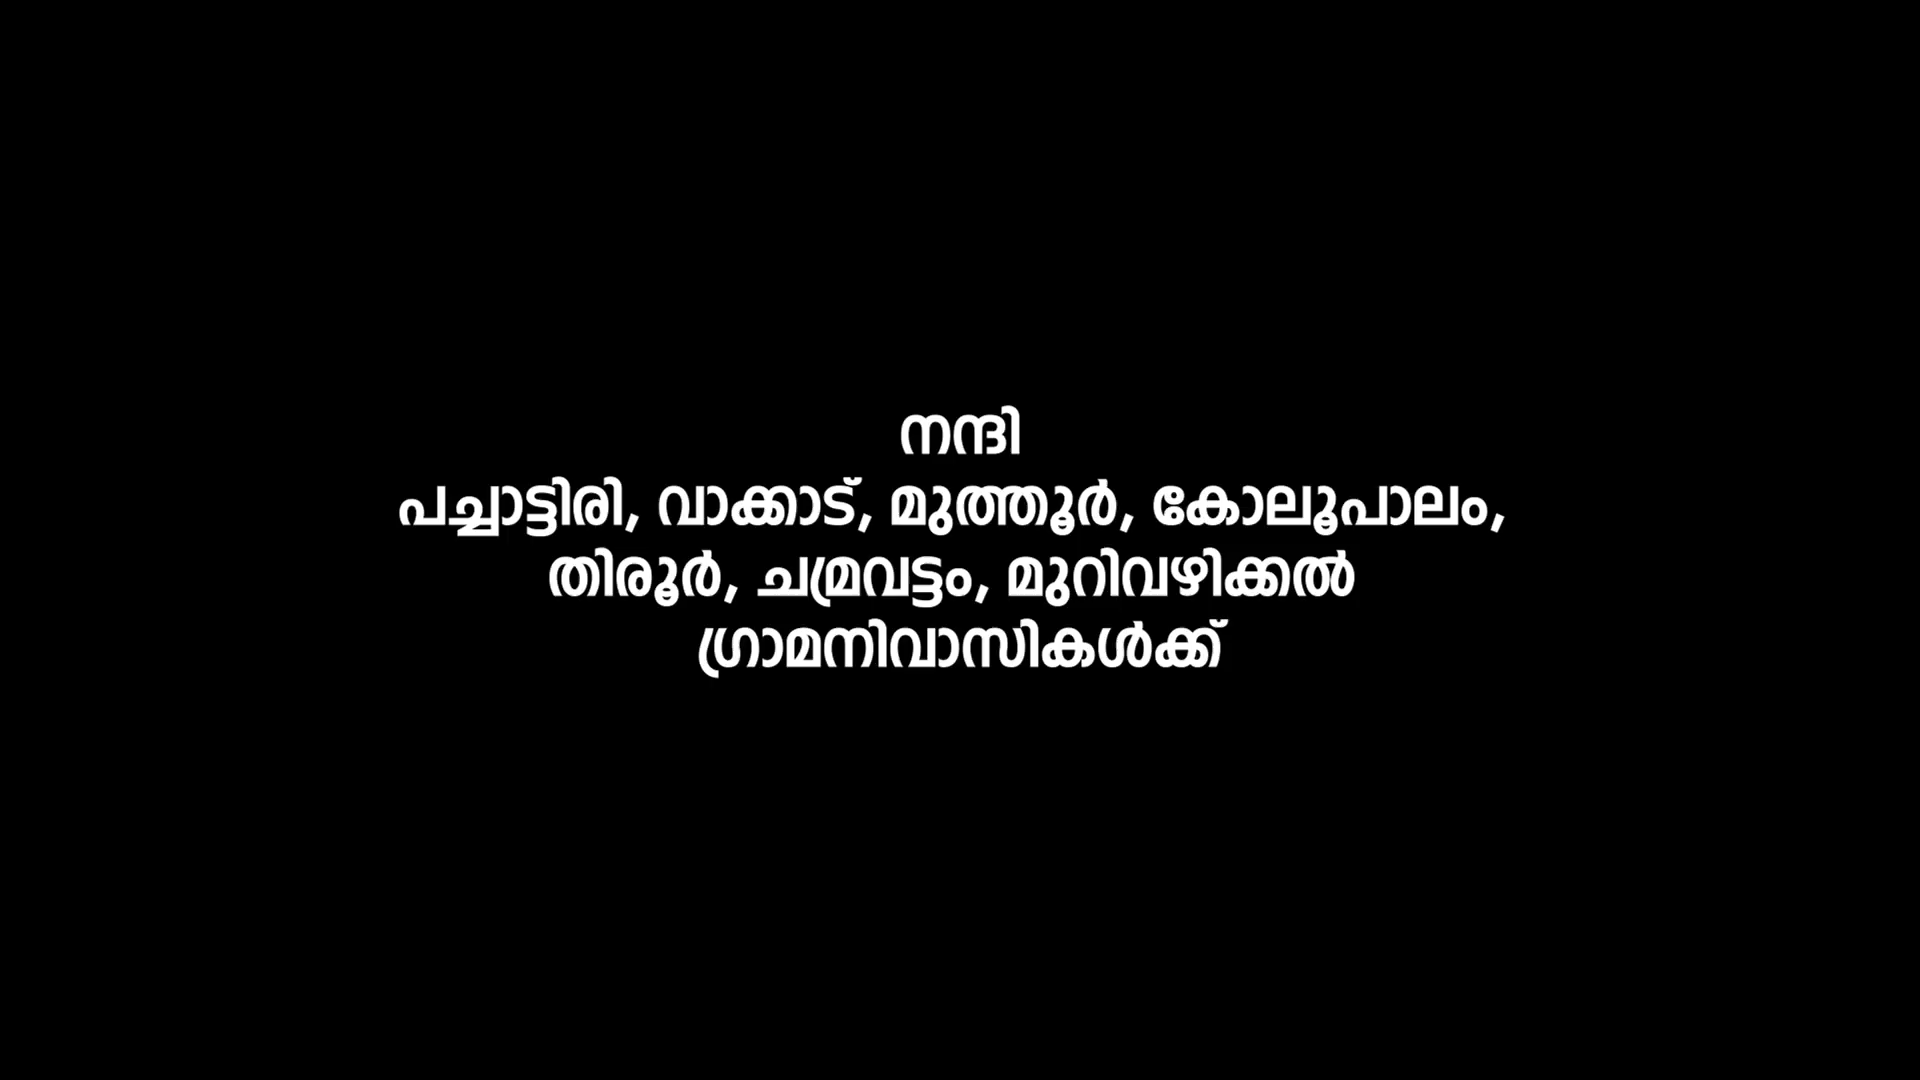 നന്ദി
പച്ചാട്ടിരി, വാക്കാട്, മുത്തൂർ, കോലൂപാലം,
തിരൂർ, ചമ്രവട്ടം, മുറിവഴിക്കൽ
ഗ്രാമനിവാസികൾക്ക്